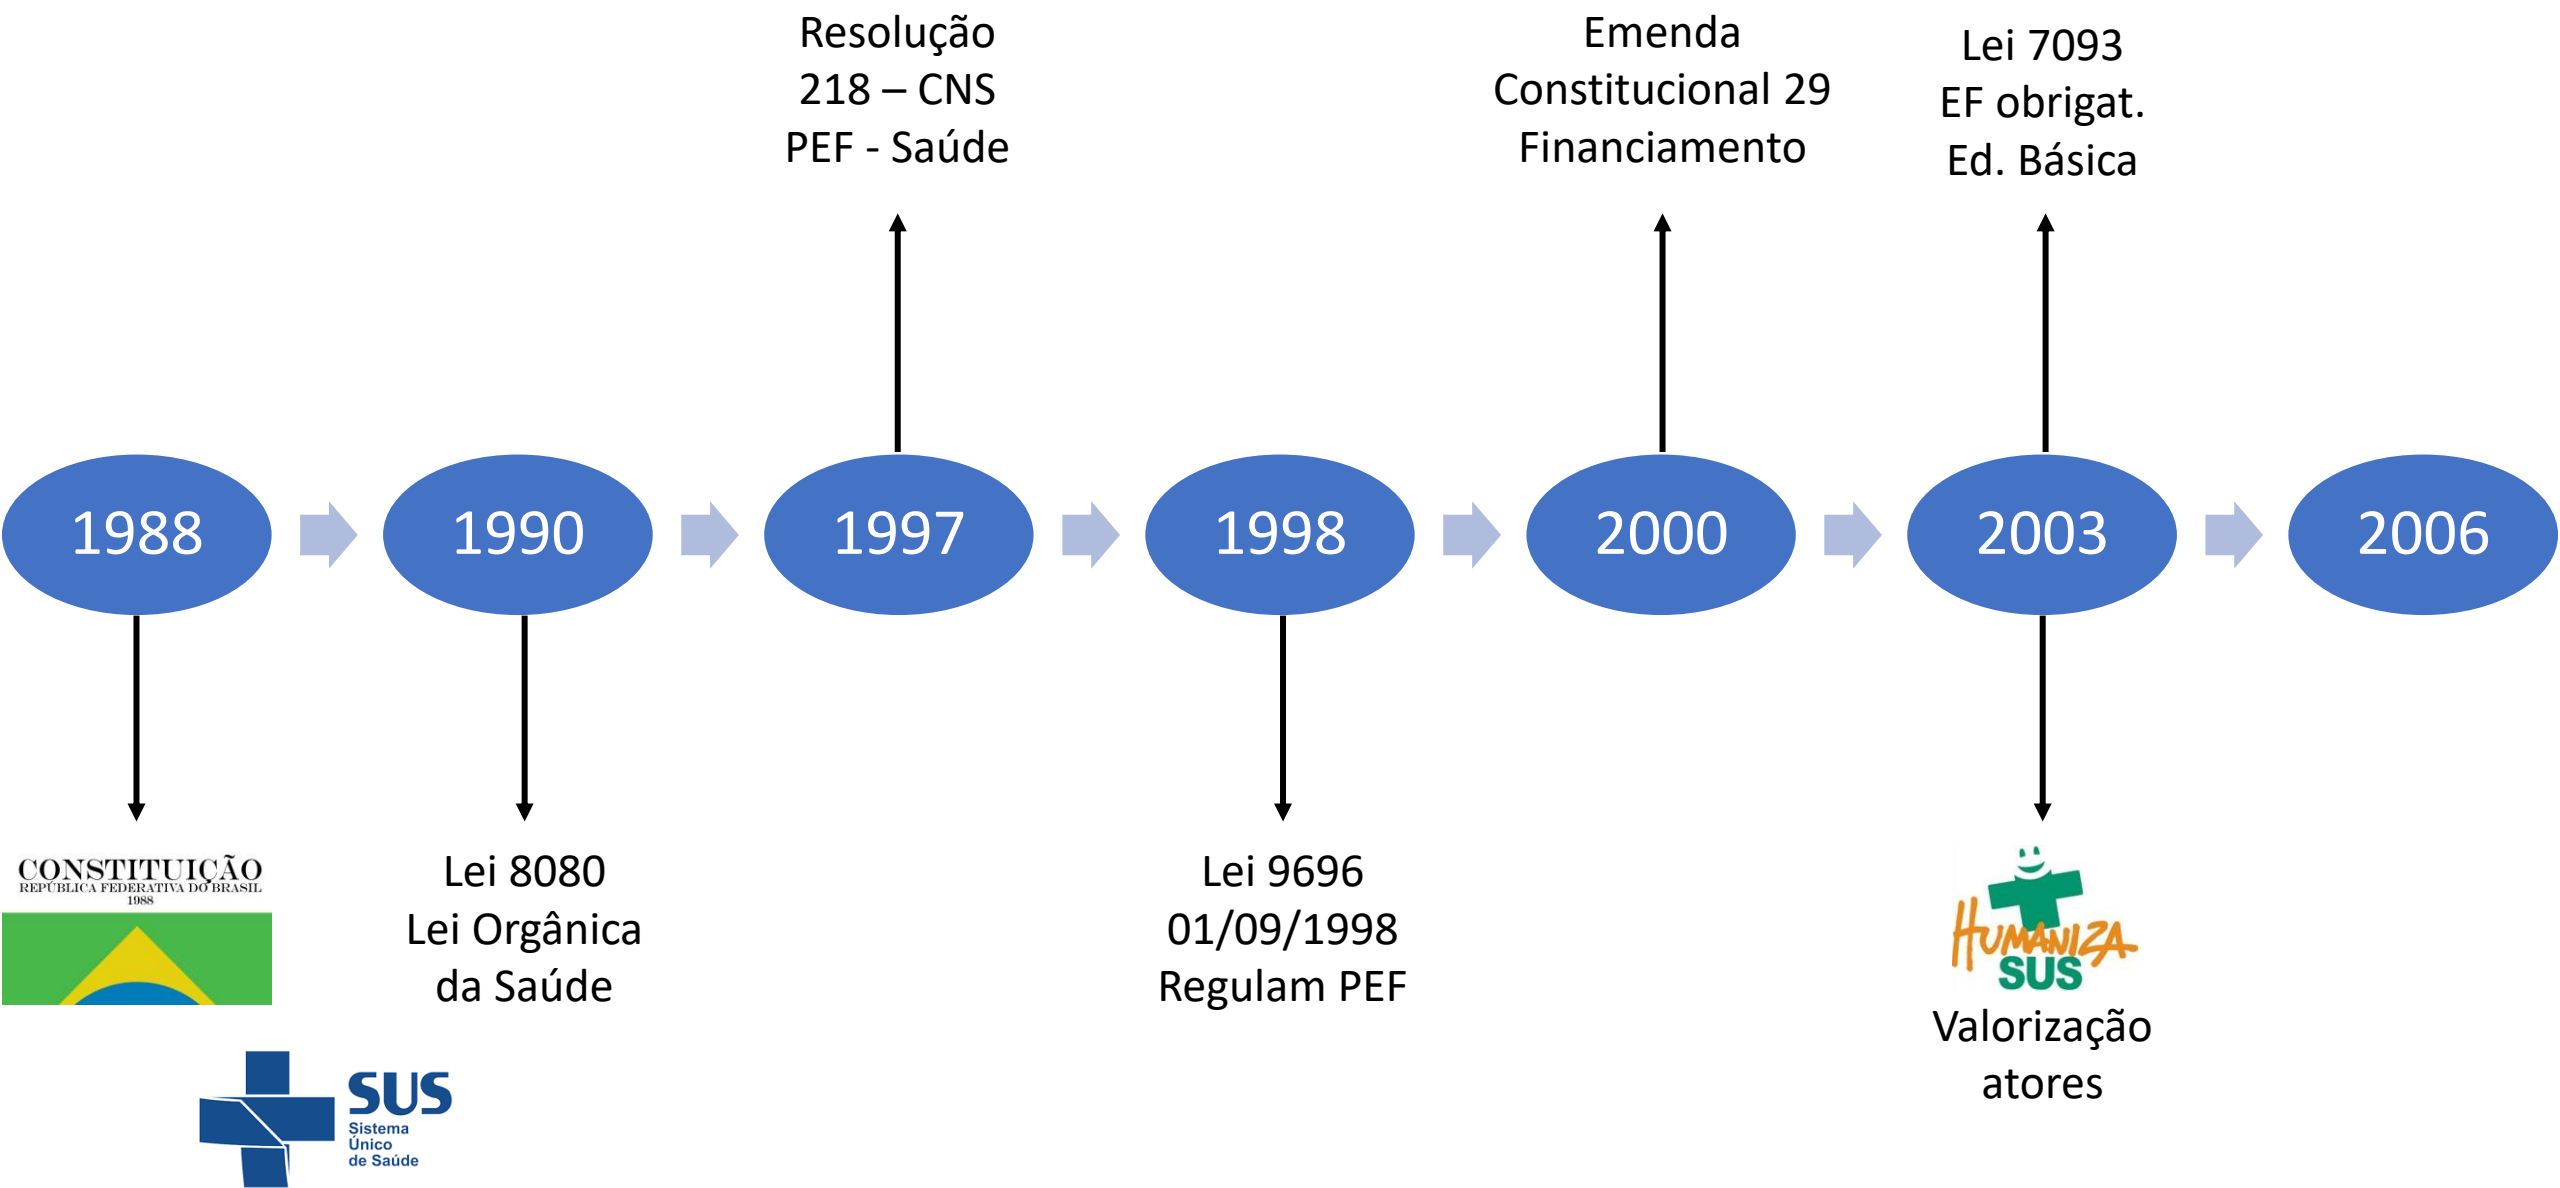 Resolução
218 – CNS
PEF - Saúde
Emenda
Constitucional 29
Financiamento
Lei 7093
EF obrigat.
Ed. Básica
1988
1990
1997
1998
2000
2003
2006
CONSTITUIÇÃO
REPÚBLICA FEDERATIVA DO BRASIL
1988
Lei 8080
Lei Orgânica
da Saúde
Lei 9696
01/09/1998
Regulam PEF
HUMANIZA
SUS
Valorização
atores
SUS
Sistema
Único
de Saúde